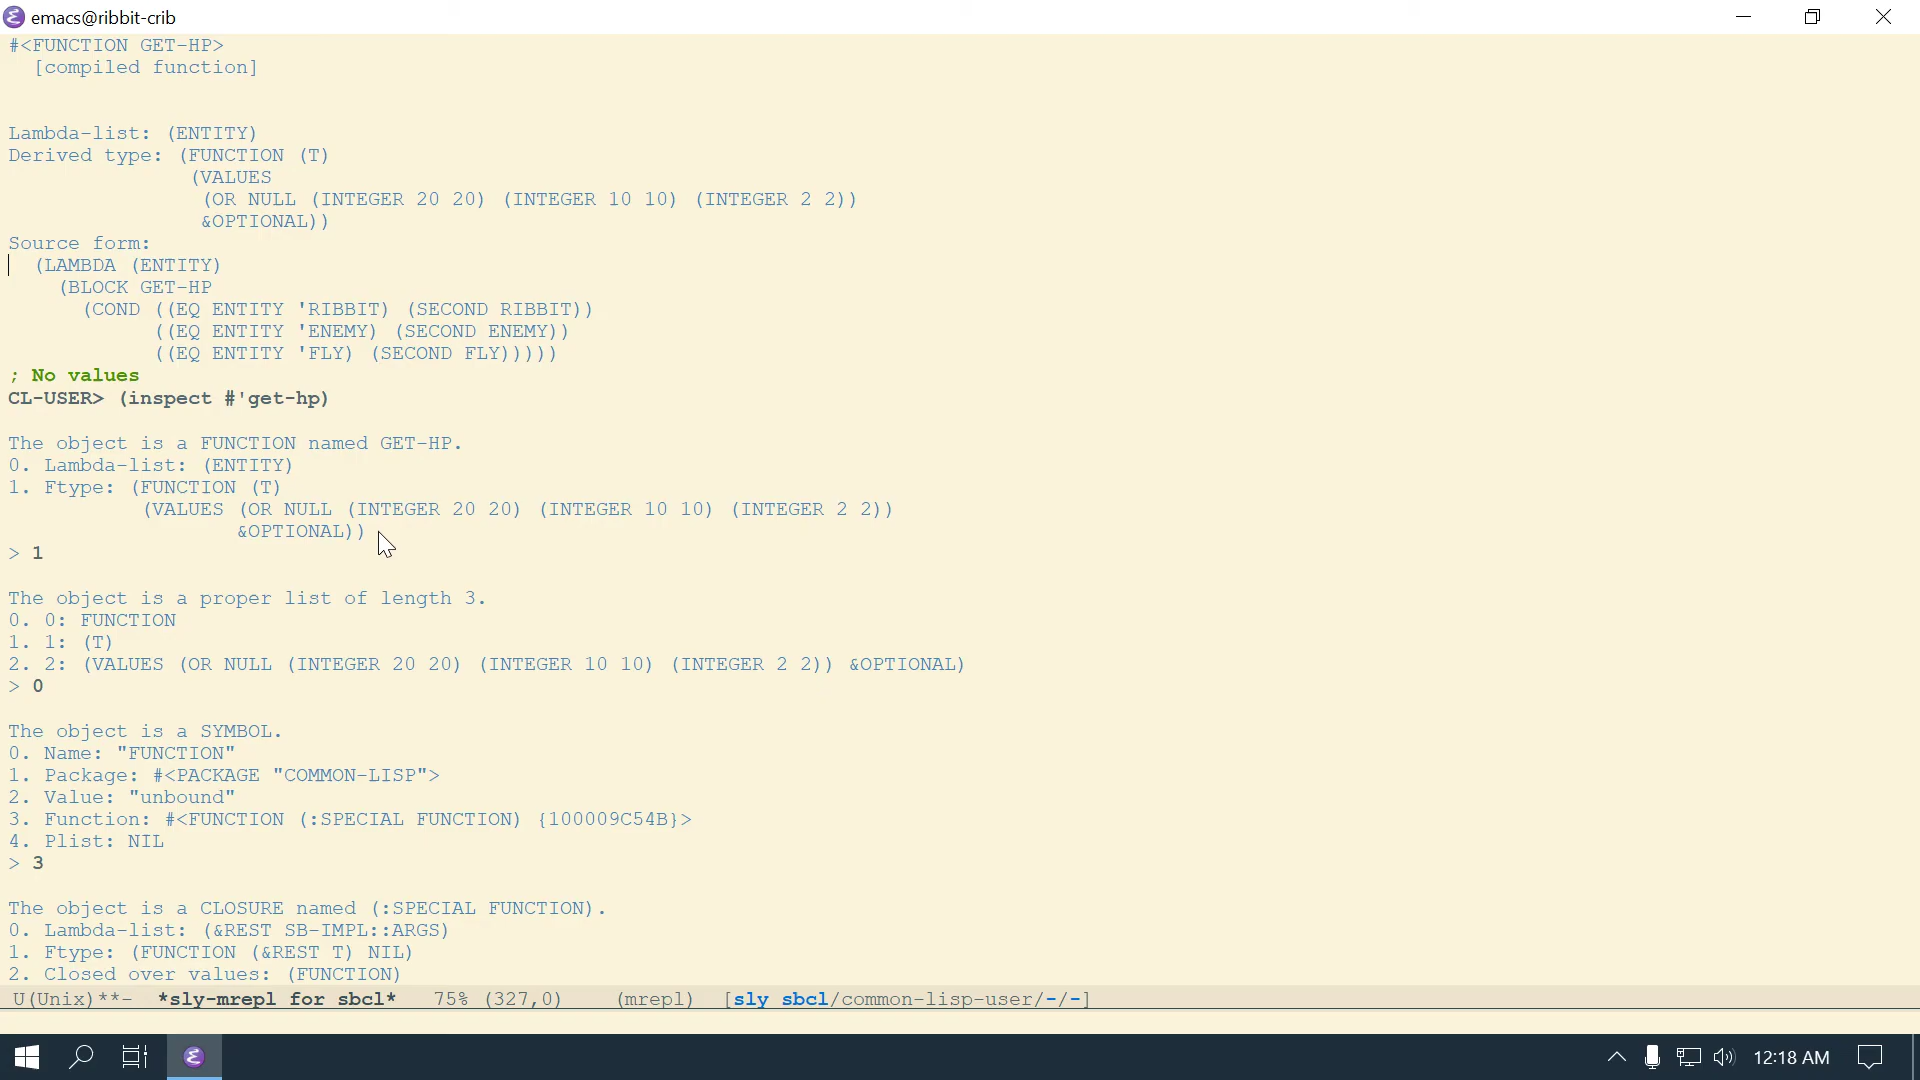 emacs@ribbit-crib
#<FUNCTION GET-HP>
  [compiled function]
Lambda-list: (ENTITY)
Derived type: (FUNCTION (T)
               (VALUES
                (OR NULL (INTEGER 20 20) (INTEGER 10 10) (INTEGER 2 2))
                &OPTIONAL))
Source form:
  (LAMBDA (ENTITY)
    (BLOCK GET-HP
      (COND ((EQ ENTITY 'RIBBIT) (SECOND RIBBIT))
            ((EQ ENTITY 'ENEMY) (SECOND ENEMY))
            ((EQ ENTITY 'FLY) (SECOND FLY)))))
; No values
CL-USER> (inspect #'get-hp)
The object is a FUNCTION named GET-HP.
0. Lambda-list: (ENTITY)
1. Ftype: (FUNCTION (T)
           (VALUES (OR NULL (INTEGER 20 20) (INTEGER 10 10) (INTEGER 2 2))
                   &OPTIONAL))
> 1
The object is a proper list of length 3.
0. 0: FUNCTION
1. 1: (T)
2. 2: (VALUES (OR NULL (INTEGER 20 20) (INTEGER 10 10) (INTEGER 2 2)) &OPTIONAL)
> 0
The object is a SYMBOL.
0. Name: "FUNCTION"
1. Package: #<PACKAGE "COMMON-LISP">
2. Value: "unbound"
3. Function: #<FUNCTION (:SPECIAL FUNCTION) {100009C54B}>
4. Plist: NIL
> 3
The object is a CLOSURE named (:SPECIAL FUNCTION).
0. Lambda-list: (&REST SB-IMPL::ARGS)
1. Ftype: (FUNCTION (&REST T) NIL)
2. Closed over values: (FUNCTION)
U(Unix)**-  *sly-mrepl for sbcl*   75% (327,0)    (mrepl)  [sly sbcl/common-lisp-user/-/-]
12:18 AM